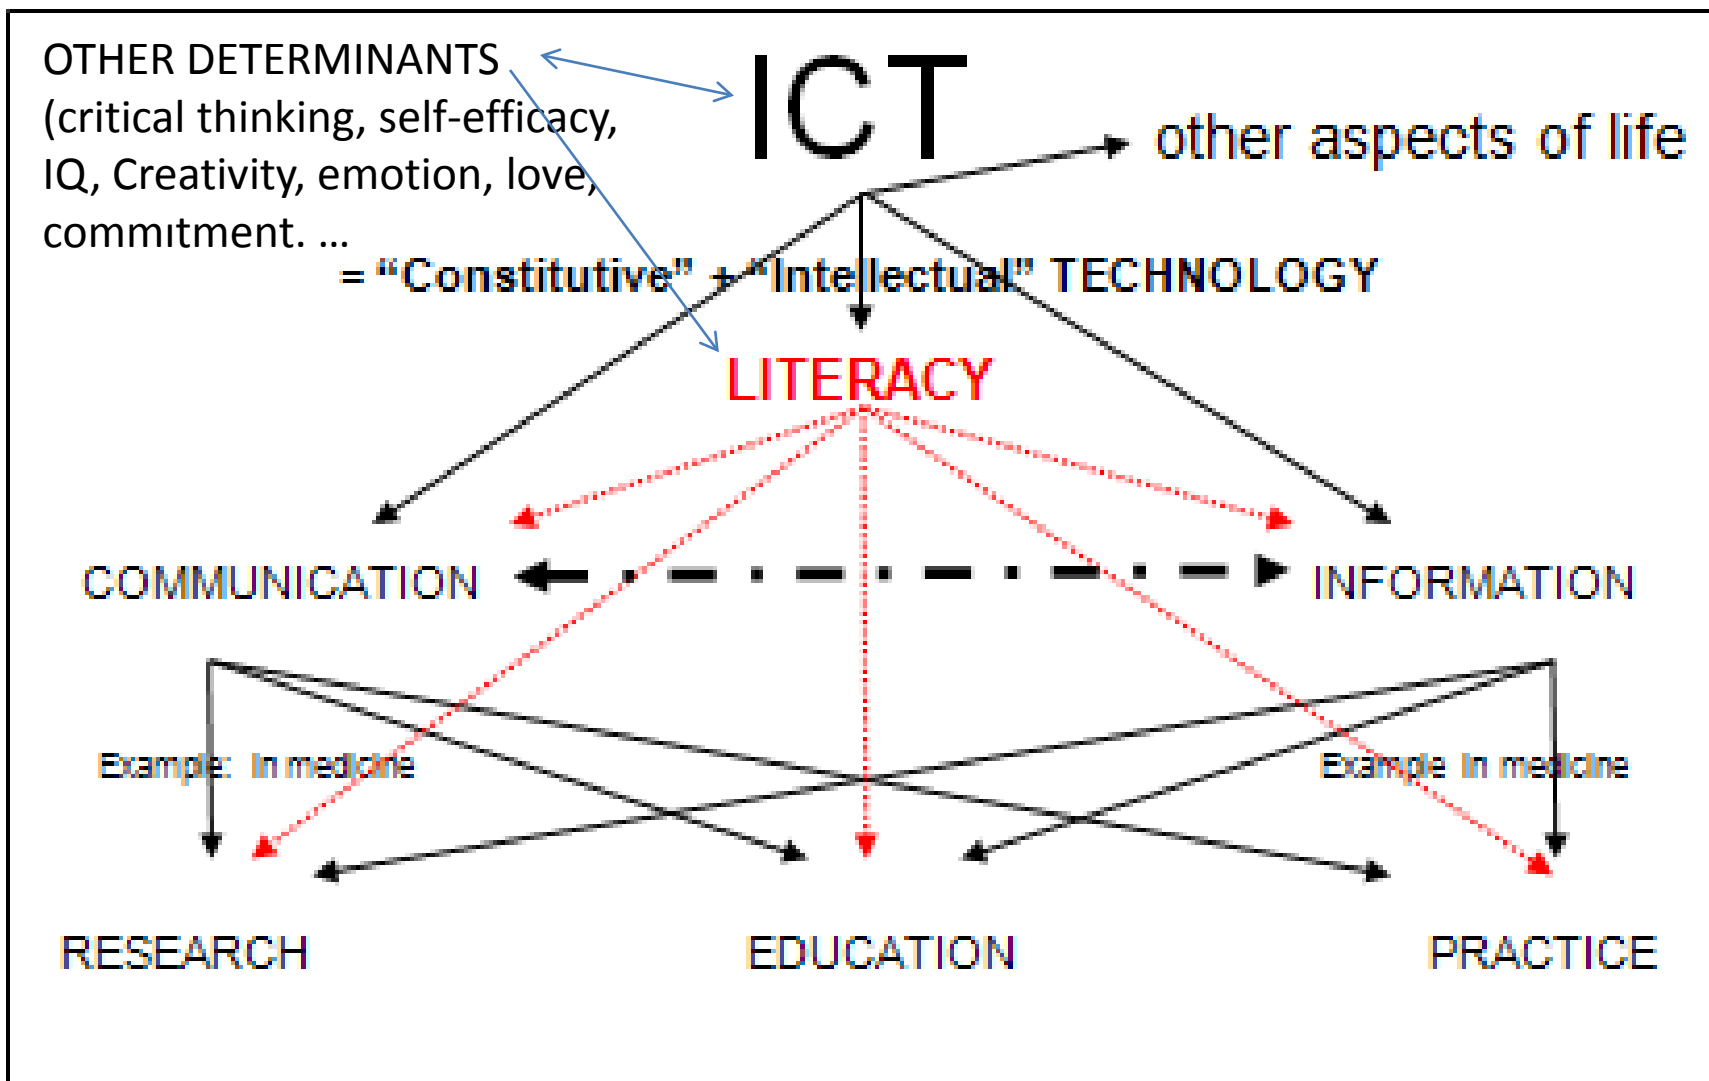 OTHER DETERMINANTS
(critical thinking, self-efficacy,
IQ, Creativity, emotion, love,
commıtment. ...
ICT
other aspects of life
= “Constitutive” + “Intellectual” TECHNOLOGY
LITERACY
COMMUNICATION
INFORMATION
Example: In medicine
Example In medicine
RESEARCH
EDUCATION
PRACTICE